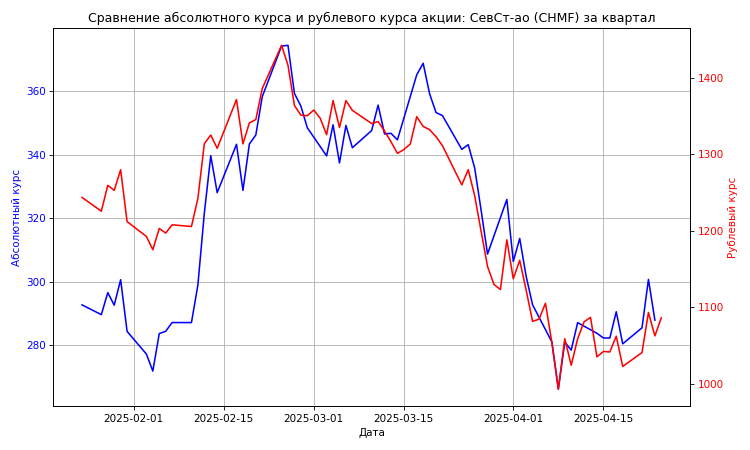 Сравнение абсолютного курса и рублевого курса акции: СевСт-ао (CHMF) за квартал
Абсолютный курс
360
340
320
300
280
1400
1300
1200
1100
1000
Рублевый курс
2025-02-01 2025-02-15 2025-03-01 2025-03-15 2025-04-01 2025-04-15
Дата